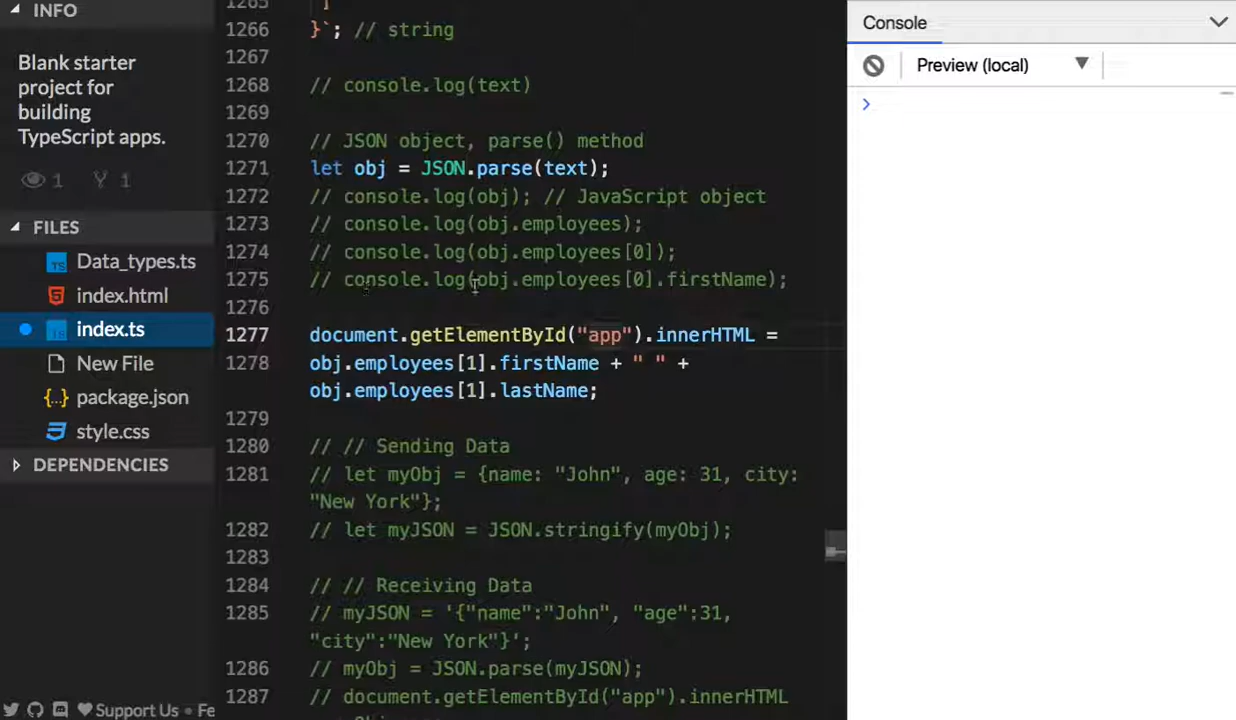 INFO
Blank starter
project for
building
TypeScript apps.
1 1
FILES
Data_types.ts
index.html
index.ts
New File
package.json
style.css
DEPENDENCIES
Support Us Fe
1265 ]
1266 }`; // string
1267
1268 // console.log(text)
1269
1270 // JSON object, parse() method
1271 let obj = JSON.parse(text);
1272 // console.log(obj); // JavaScript object
1273 // console.log(obj.employees);
1274 // console.log(obj.employees[0]);
1275 // console.log(obj.employees[0].firstName);
1276
1277 document.getElementById("app").innerHTML =
1278 obj.employees[1].firstName + " " +
obj.employees[1].lastName;
1279
1280 // // Sending Data
1281 // let myObj = {name: "John", age: 31, city:
"New York"};
1282 // let myJSON = JSON.stringify(myObj);
1283
1284 // // Receiving Data
1285 // myJSON = '{"name":"John", "age":31,
"city":"New York"}';
1286 // myObj = JSON.parse(myJSON);
1287 // document.getElementById("app").innerHTML
Console
Preview (local)